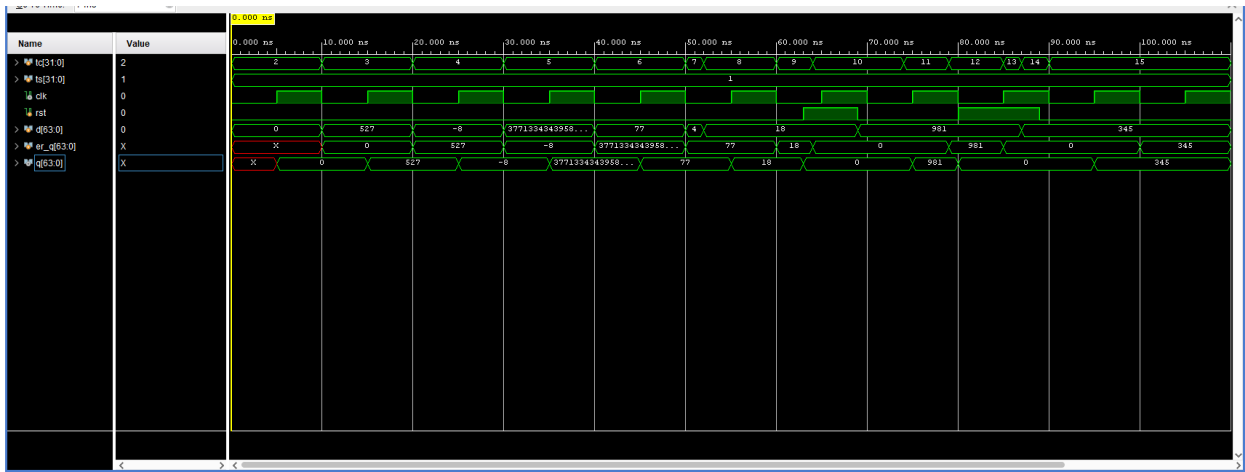 0.000 ns
Name Value 0.000 ns 10.000 ns 20.000 ns 30.000 ns 40.000 ns 50.000 ns 60.000 ns 70.000 ns 80.000 ns 90.000 ns 100.000 ns
> tc[31:0] 2 2 3 4 5 6 7 8 9 10 11 12 13 14 15
> ts[31:0] 1 1
clk 0
rst 0
> d[63:0] 0 0 527 -8 3771334343958... 77 4 18 981 345
> er_q[63:0] X X 0 527 -8 3771334343958... 77 18 0 981 0 345
> q[63:0] X X 0 527 -8 3771334343958... 77 18 0 981 0 345